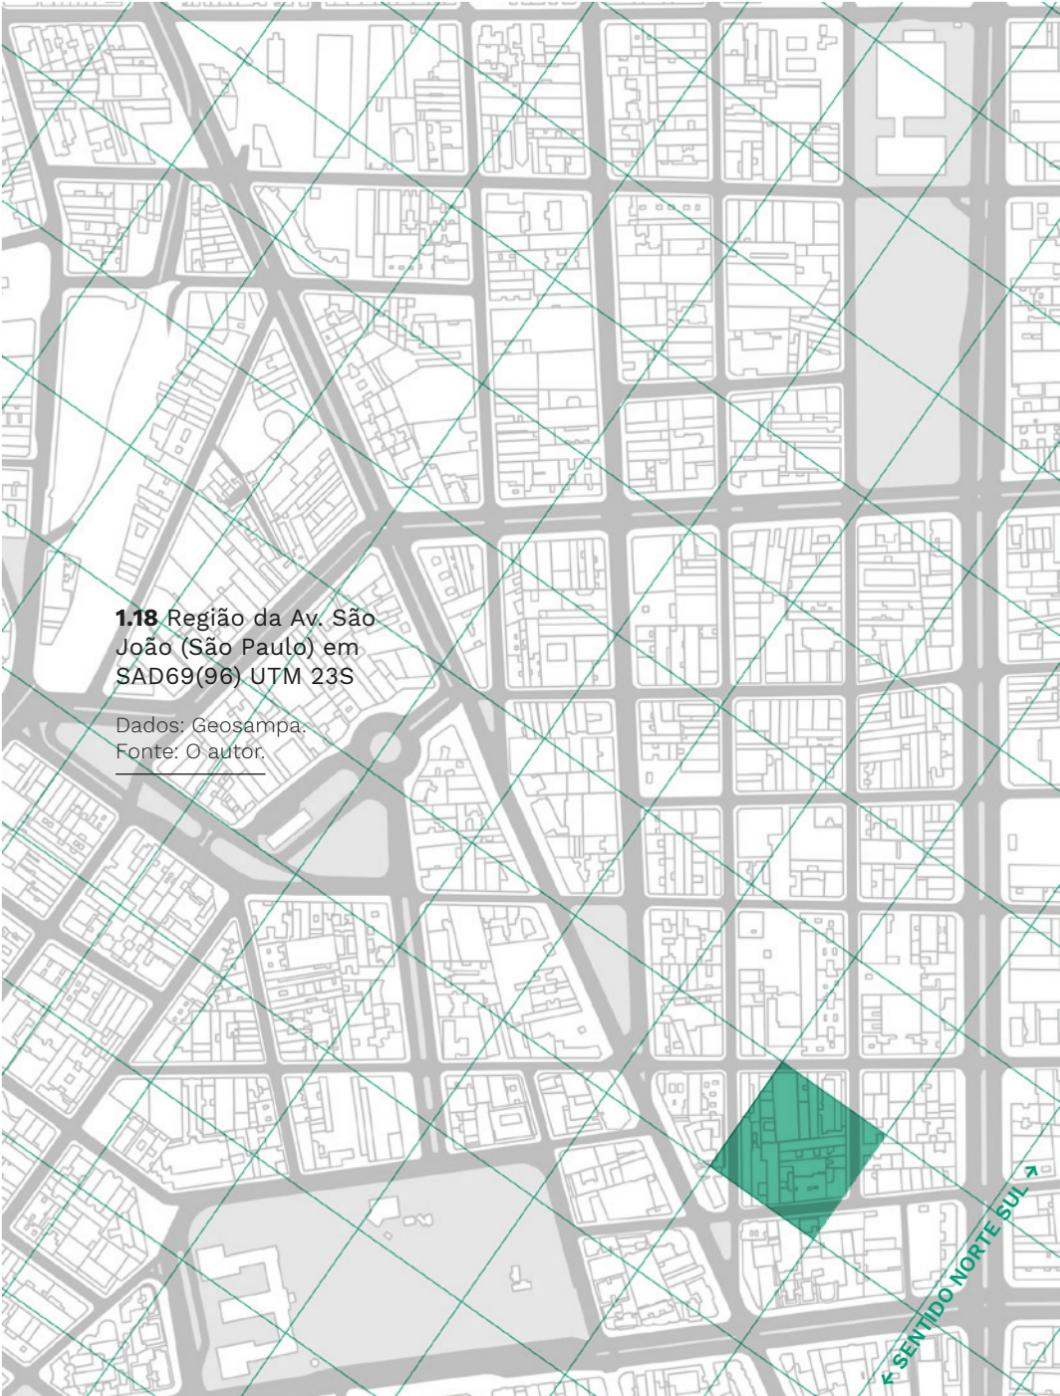 1.18 Região da Av. São
João (São Paulo) em
SAD69(96) UTM 23S
Dados: Geosampa.
Fonte: O autor.
← SENTIDO NORTE SUL →